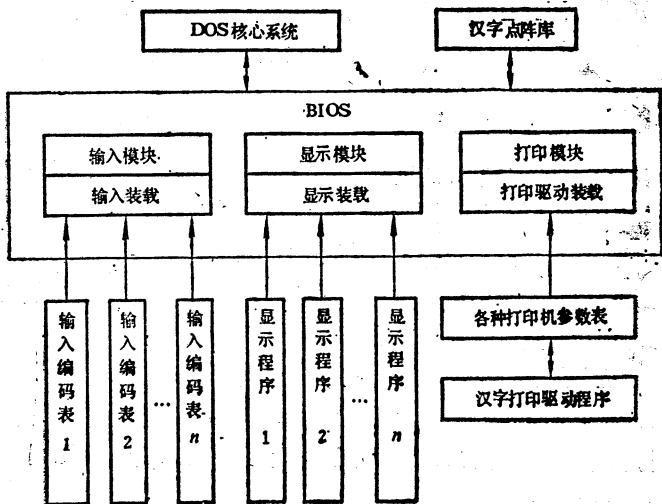 DOS核心系统
汉字点阵库
BIOS
输入模块
显示模块
打印模块
输入装载
显示装载
打印驱动装载
输入编码表1
输入编码表2
…
输入编码表n
显示程序1
显示程序2
…
显示程序n
各种打印机参数表
汉字打印驱动程序